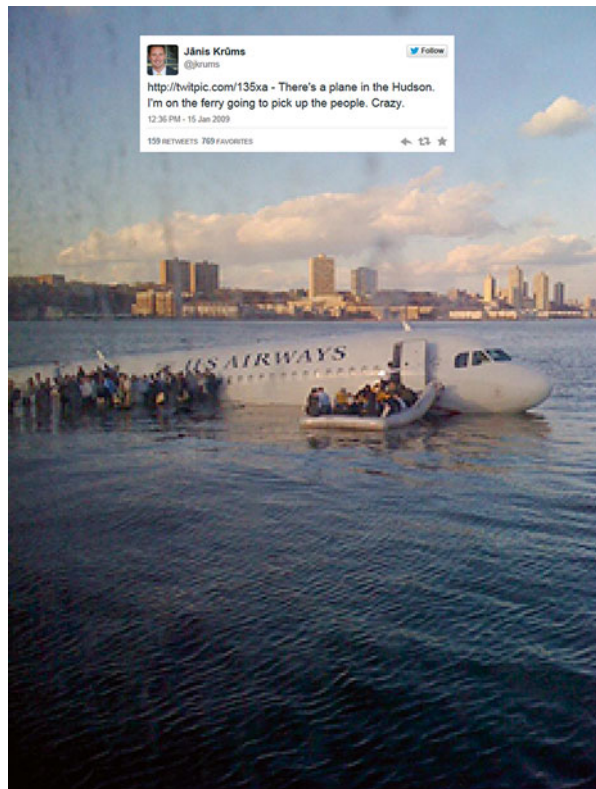 Jānis Krūms
@jkrums
Follow
http://twitpic.com/135xa - There's a plane in the Hudson.
I'm on the ferry going to pick up the people. Crazy.
12:36 PM - 15 Jan 2009
159 RETWEETS 769 FAVORITES
US AIRWAYS